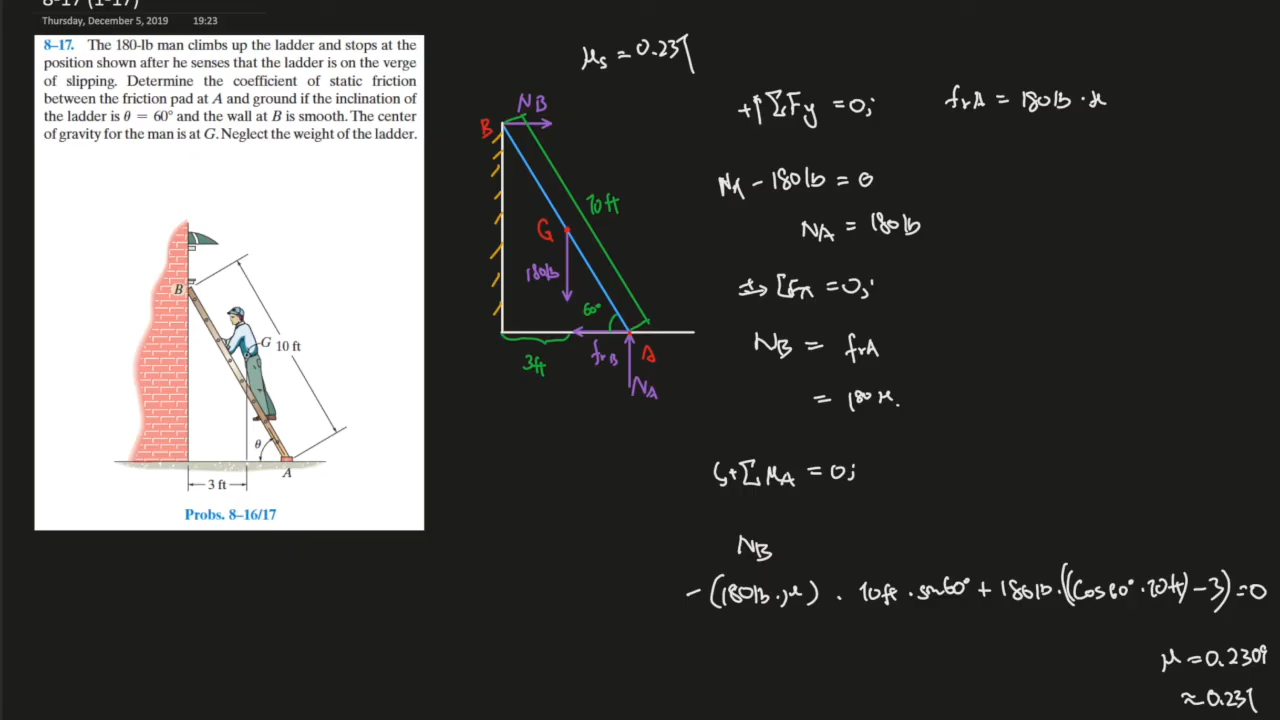 8-17 (1-17)
Thursday, December 5, 2019 19:23
8–17. The 180-lb man climbs up the ladder and stops at the
position shown after he senses that the ladder is on the verge
of slipping. Determine the coefficient of static friction
between the friction pad at A and ground if the inclination of
the ladder is θ = 60° and the wall at B is smooth. The center
of gravity for the man is at G. Neglect the weight of the ladder.
B
G 10 ft
θ
A
3 ft
Probs. 8–16/17
μs = 0.231
NB
B
10ft
G
180lb
60°
3ft
frB
A
NA
+↑ΣFy = 0;
NA - 180lb = 0
NA = 180lb
ΣFx = 0;
NB = frA
= 180μ.
frA = 180lb·μ
ΣMA = 0;
NB
-(180lb·μ) · 10ft · sin60° + 180lb·((cos60°·10ft) - 3) = 0
μ = 0.2309
≈ 0.231